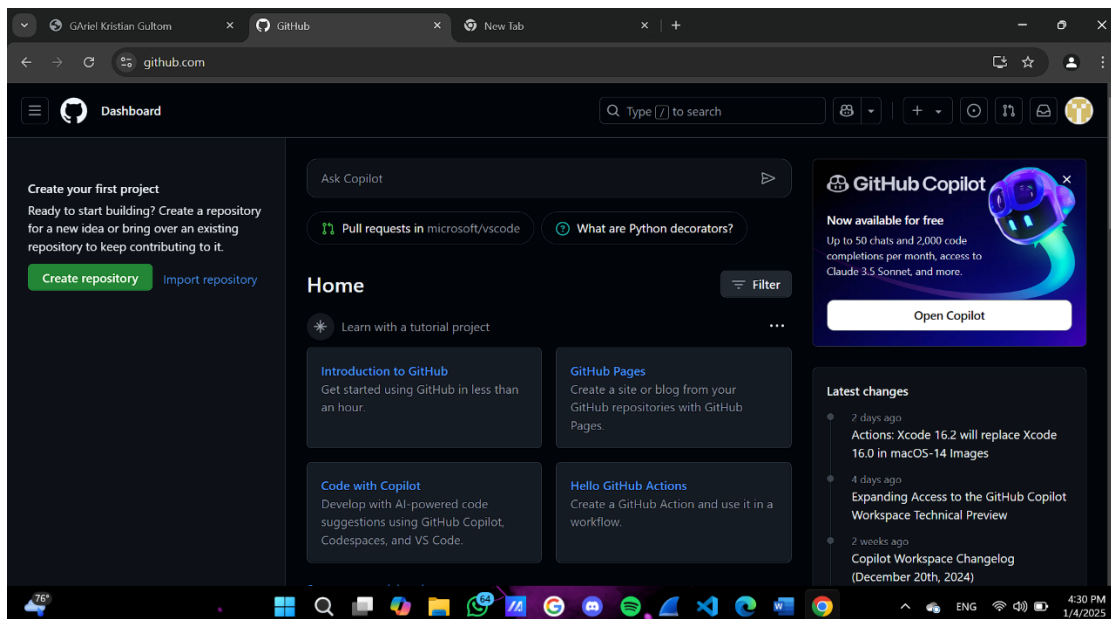 GAriel Kristian Gultom
GitHub
New Tab
github.com
Dashboard
Type / to search
Create your first project
Ready to start building? Create a repository
for a new idea or bring over an existing
repository to keep contributing to it.
Create repository
Import repository
Ask Copilot
Pull requests in microsoft/vscode
What are Python decorators?
Home
Filter
Learn with a tutorial project
Introduction to GitHub
Get started using GitHub in less than
an hour.
GitHub Pages
Create a site or blog from your
GitHub repositories with GitHub
Pages.
Code with Copilot
Develop with AI-powered code
suggestions using GitHub Copilot,
Codespaces, and VS Code.
Hello GitHub Actions
Create a GitHub Action and use it in a
workflow.
GitHub Copilot
Now available for free
Up to 50 chats and 2,000 code
completions per month, access to
Claude 3.5 Sonnet, and more.
Open Copilot
Latest changes
2 days ago
Actions: Xcode 16.2 will replace Xcode
16.0 in macOS-14 Images
4 days ago
Expanding Access to the GitHub Copilot
Workspace Technical Preview
2 weeks ago
Copilot Workspace Changelog
(December 20th, 2024)
76°
64
ENG
4:30 PM
1/4/2025